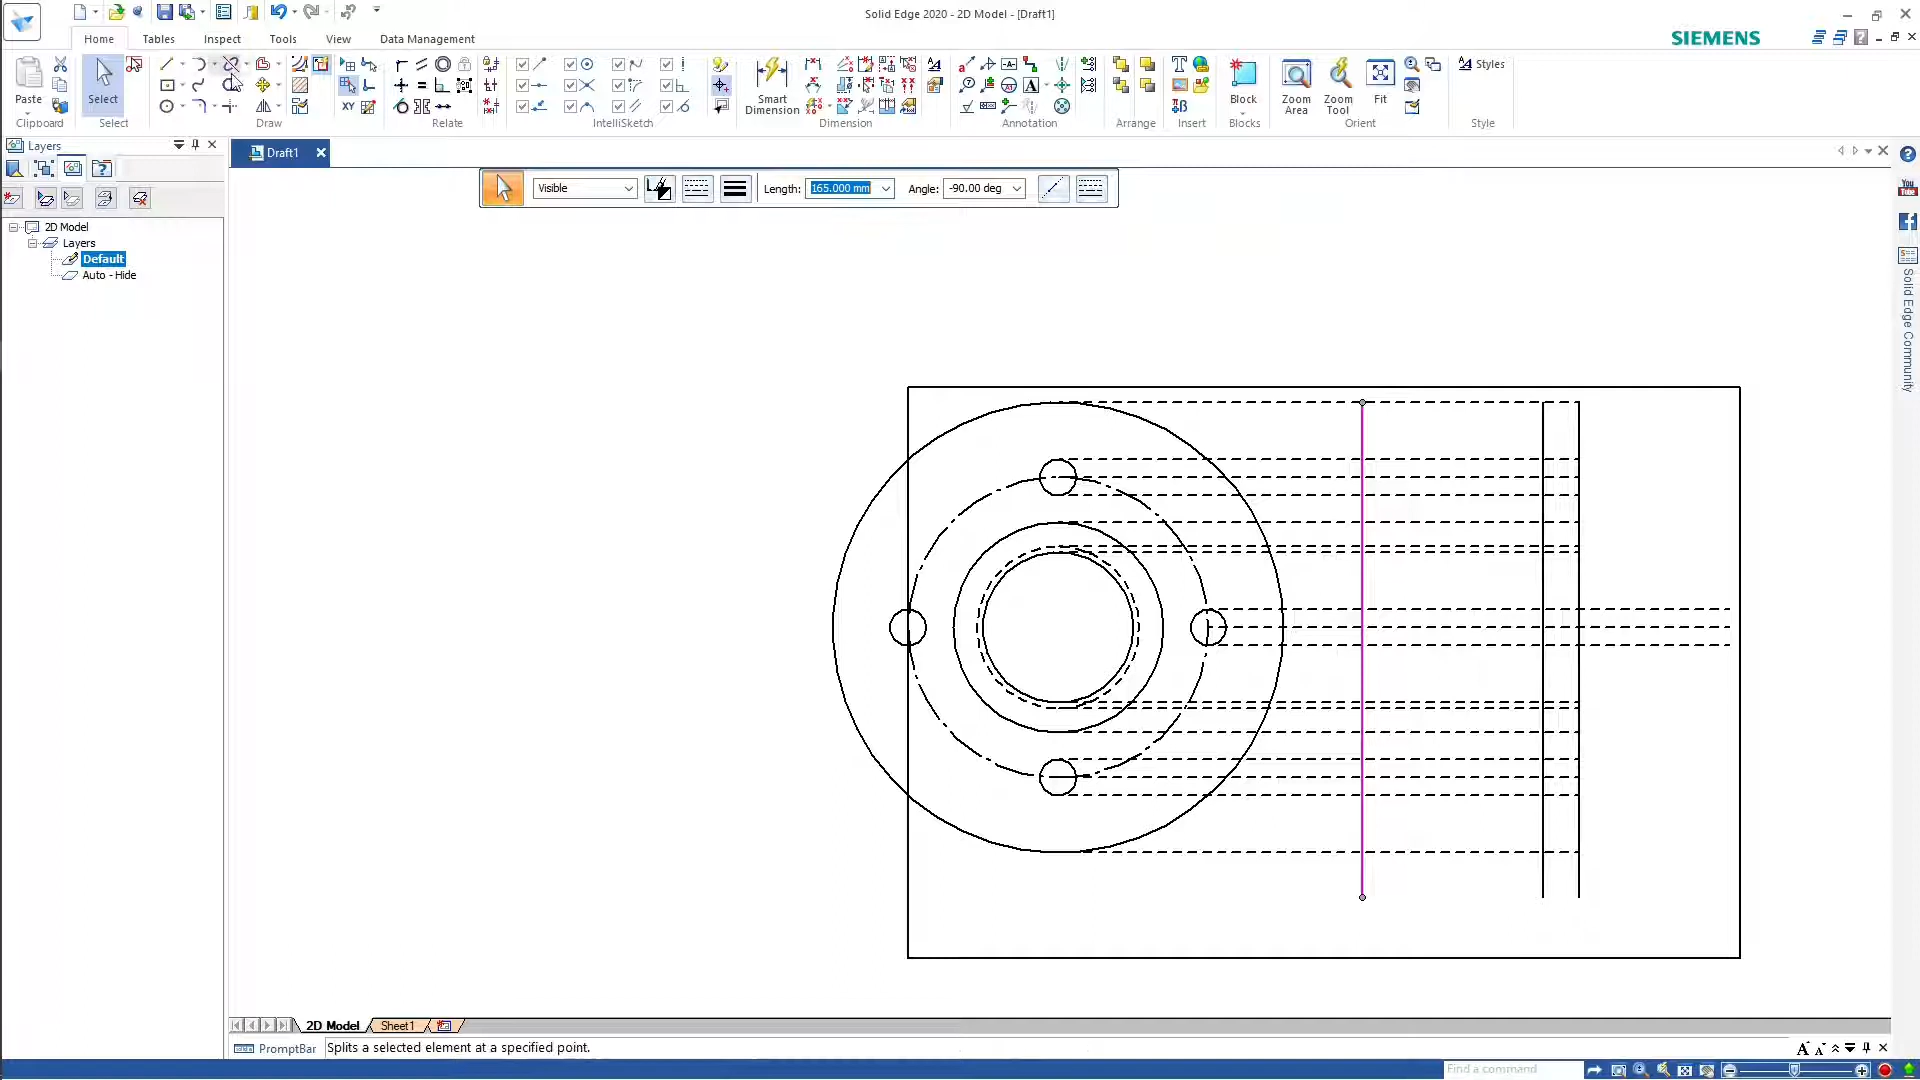 Solid Edge 2020 - 2D Model - [Draft1]
Home
Tables
Inspect
Sketch
Tools
View
Data Management
SIEMENS
Paste
Select
Smart Dimension
Block
Zoom Area
Zoom Tool
Fit
Styles
Clipboard
Select
Draw
Relate
IntelliSketch
Dimension
Annotation
Arrange
Insert
Blocks
Orient
Style
Layers
Draft1
Visible
Length: 165.000 mm
Angle: -90.00 deg
2D Model
Layers
Default
Auto - Hide
You Tube
Solid Edge Community
2D Model
Sheet1
PromptBar
Splits a selected element at a specified point.
Find a command